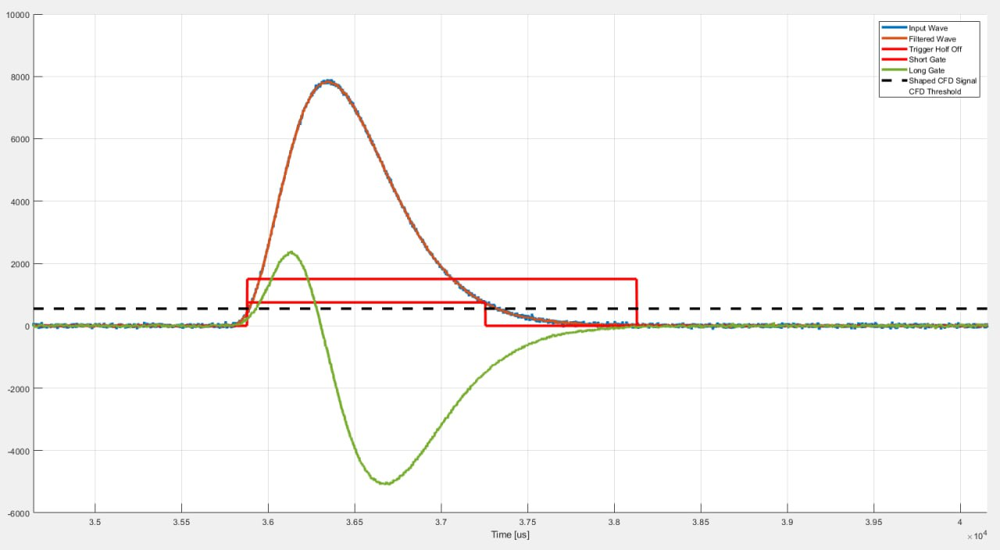 10000
8000
6000
4000
2000
0
-2000
-4000
-6000
Input Wave
Filtered Wave
Trigger Holf Off
Short Gate
Long Gate
Shaped CFD Signal
CFD Threshold
3.5 3.55 3.6 3.65 3.7 3.75 3.8 3.85 3.9 3.95 4
Time [us]
×10⁴